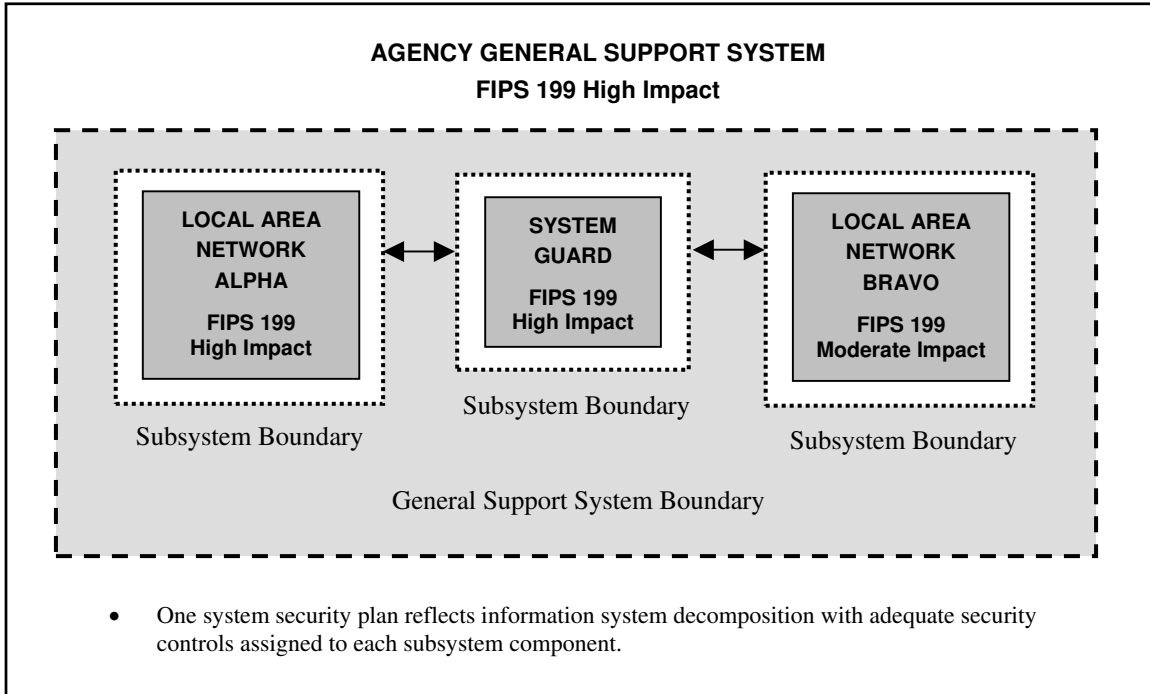 AGENCY GENERAL SUPPORT SYSTEM
FIPS 199 High Impact
LOCAL AREA
NETWORK
ALPHA
FIPS 199
High Impact
Subsystem Boundary
SYSTEM
GUARD
FIPS 199
High Impact
Subsystem Boundary
LOCAL AREA
NETWORK
BRAVO
FIPS 199
Moderate Impact
Subsystem Boundary
General Support System Boundary
• One system security plan reflects information system decomposition with adequate security
controls assigned to each subsystem component.